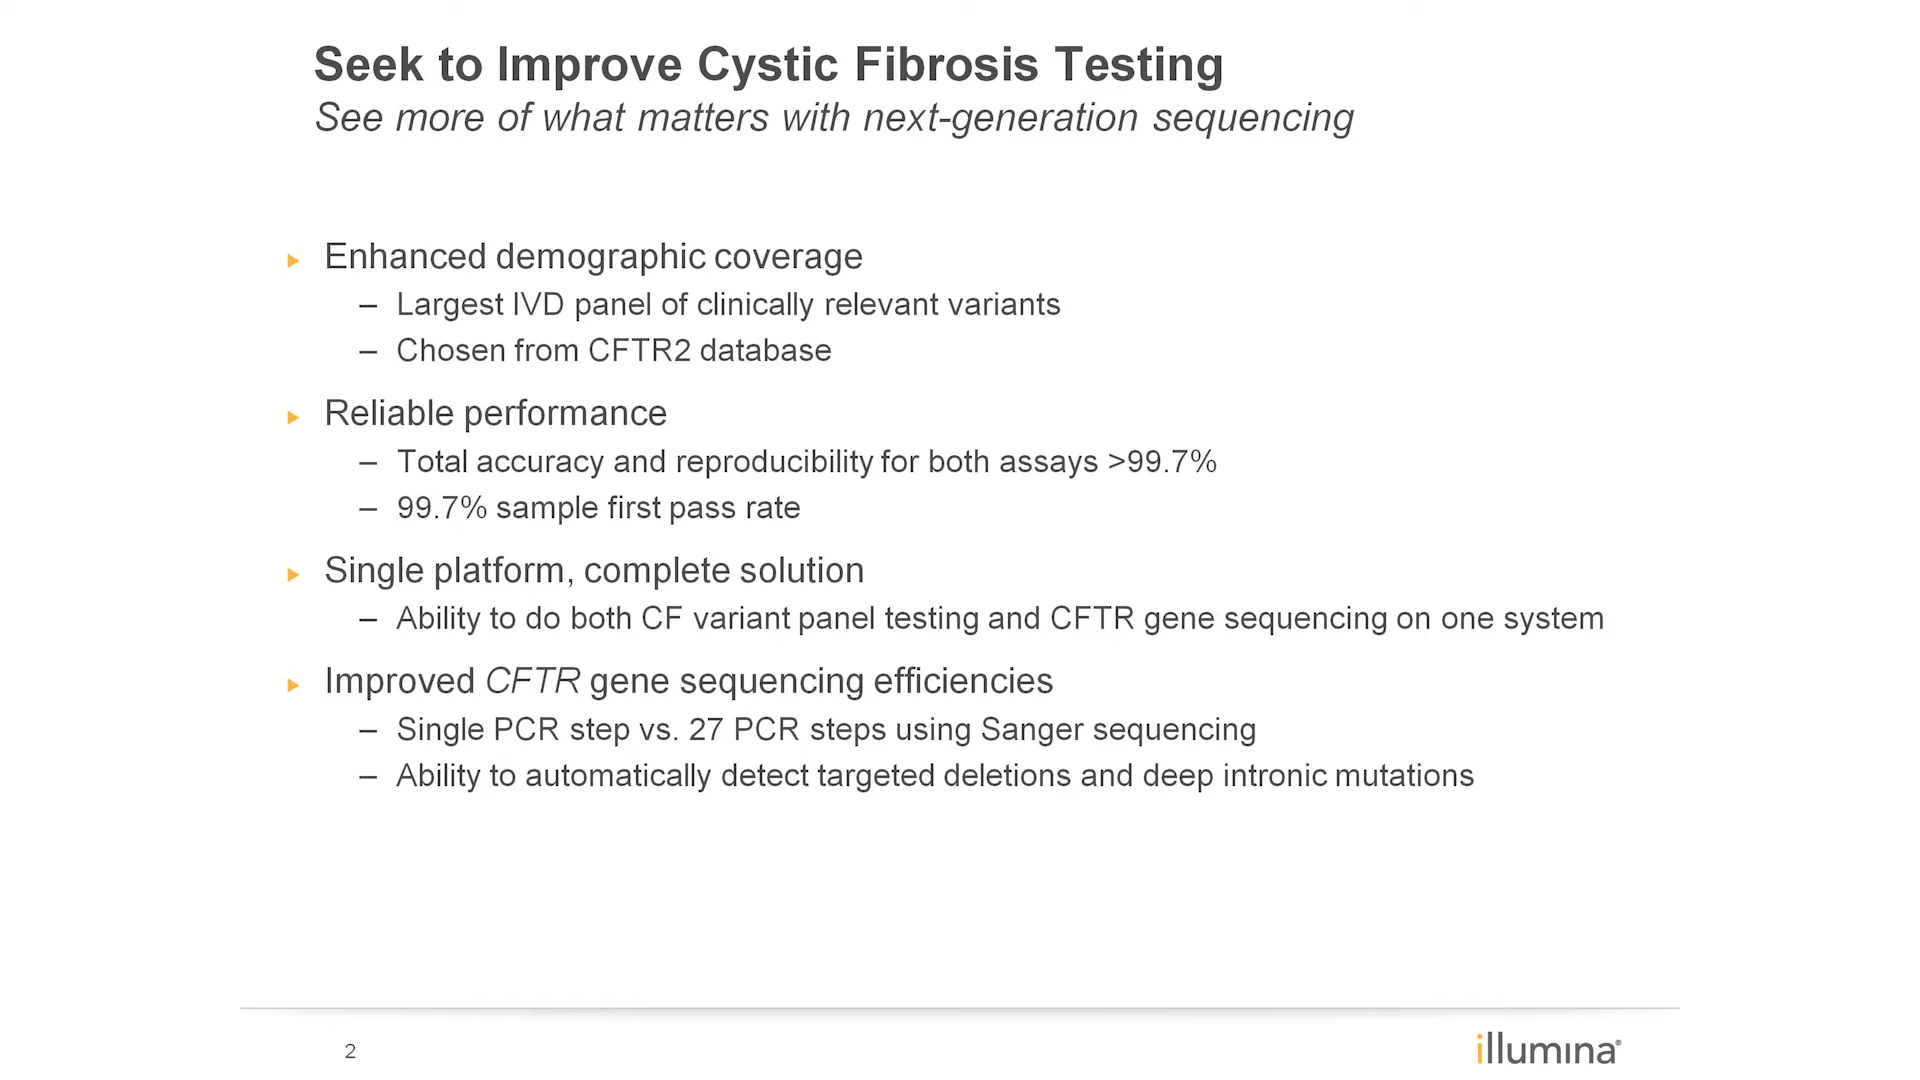 Seek to Improve Cystic Fibrosis Testing
See more of what matters with next-generation sequencing
Enhanced demographic coverage
– Largest IVD panel of clinically relevant variants
– Chosen from CFTR2 database
Reliable performance
– Total accuracy and reproducibility for both assays >99.7%
– 99.7% sample first pass rate
Single platform, complete solution
– Ability to do both CF variant panel testing and CFTR gene sequencing on one system
Improved CFTR gene sequencing efficiencies
– Single PCR step vs. 27 PCR steps using Sanger sequencing
– Ability to automatically detect targeted deletions and deep intronic mutations
2
illumina®